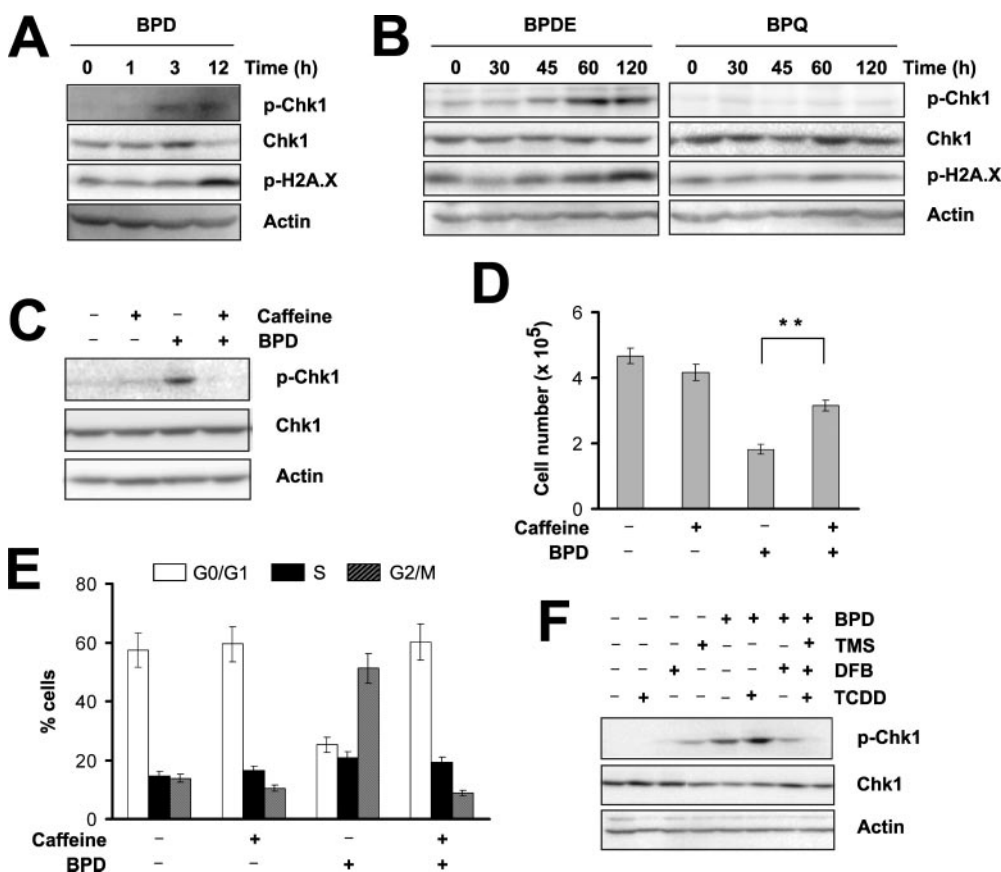 A
BPD
0 1 3 12 Time (h)
p-Chk1
Chk1
p-H2A.X
Actin
B
BPDE BPQ
0 30 45 60 120 0 30 45 60 120 Time (h)
p-Chk1
Chk1
p-H2A.X
Actin
C
– + – + Caffeine
– – + + BPD
p-Chk1
Chk1
Actin
D
Cell number (x 10⁵)
6
4
2
0
* *
Caffeine – + – +
BPD – – + +
E
G0/G1 S G2/M
% cells
80
60
40
20
0
Caffeine – + – +
BPD – – + +
F
– – – – + + + + BPD
– – – + – – – + TMS
– – + – – – + + DFB
– + – – – + – + TCDD
p-Chk1
Chk1
Actin